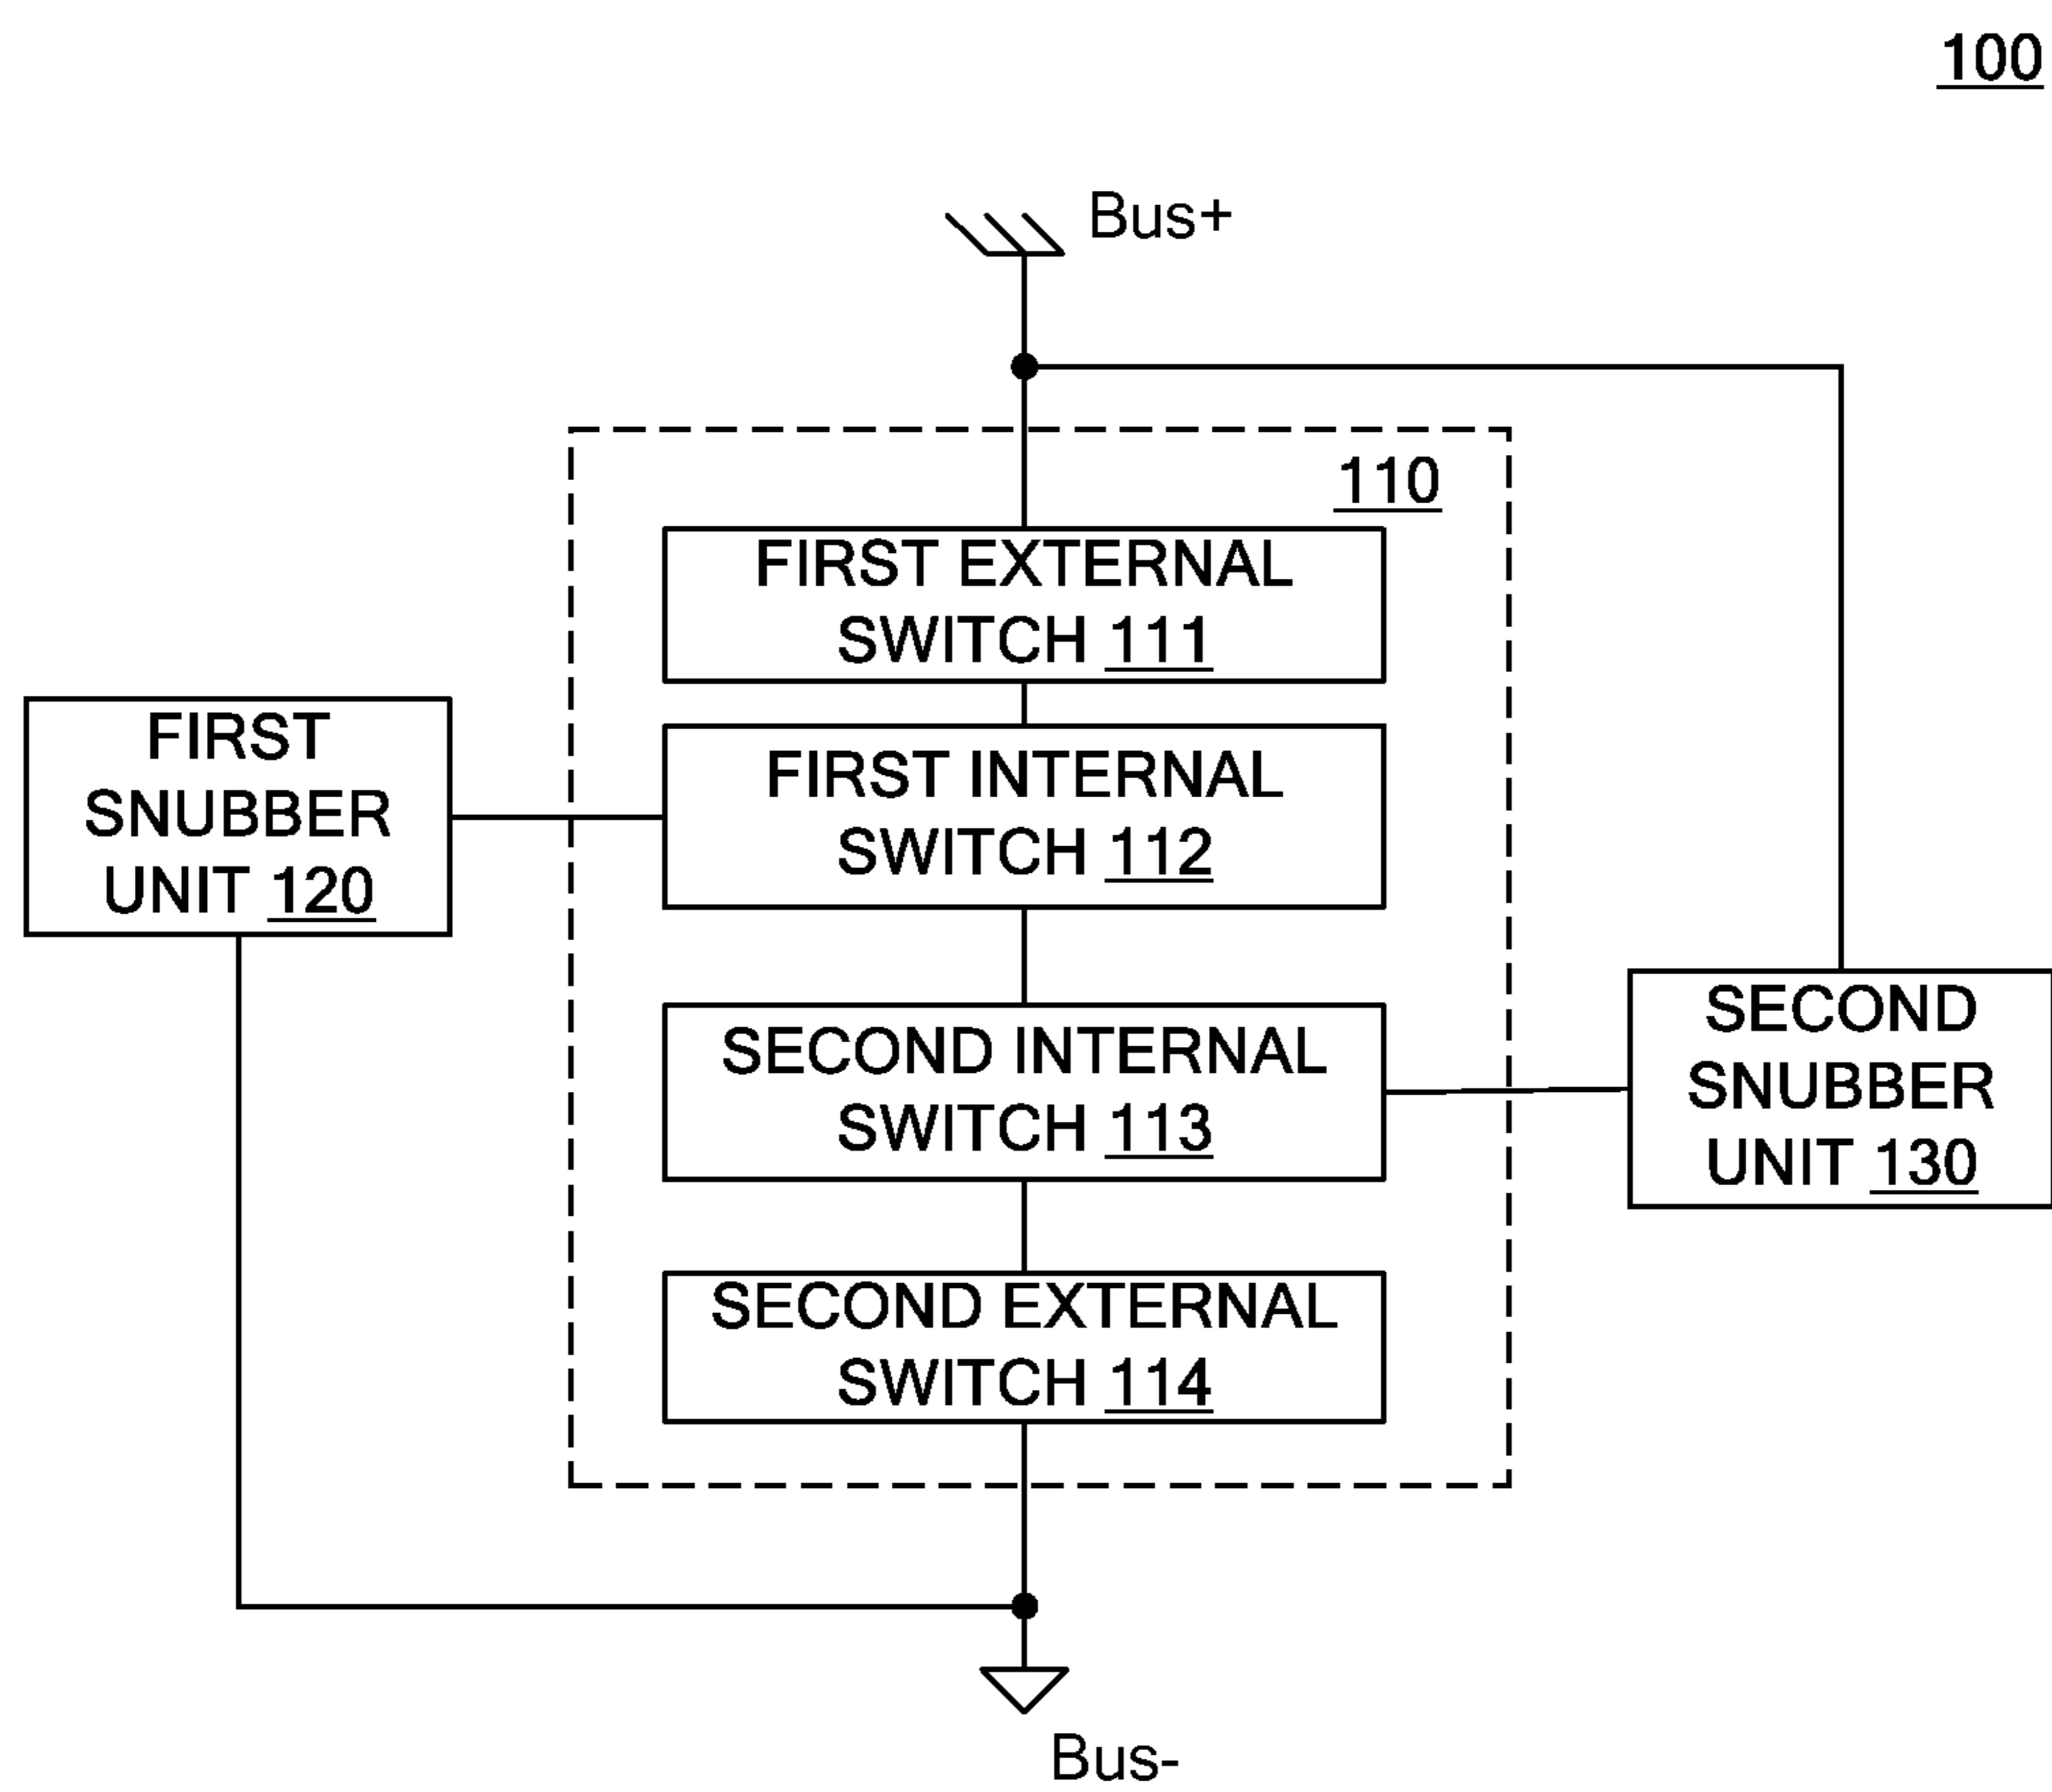 100
Bus+
110
FIRST EXTERNAL
SWITCH 111
FIRST
SNUBBER
UNIT 120
FIRST INTERNAL
SWITCH 112
SECOND INTERNAL
SWITCH 113
SECOND
SNUBBER
UNIT 130
SECOND EXTERNAL
SWITCH 114
Bus-